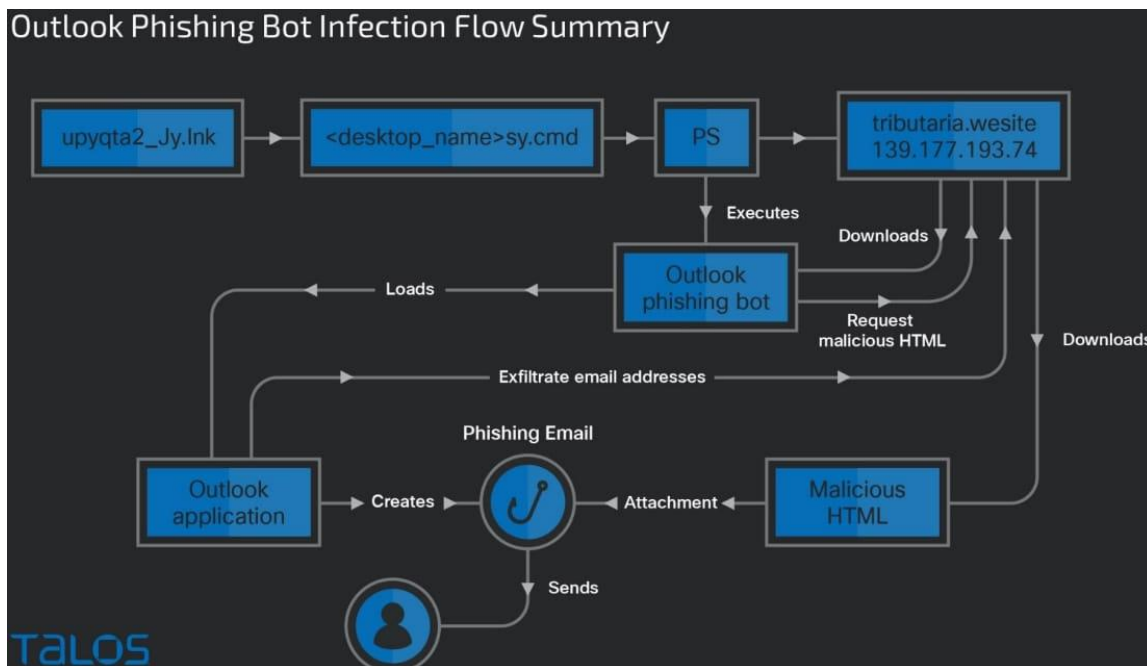 Outlook Phishing Bot Infection Flow Summary
upyqta2_Jy.lnk
<desktop_name>sy.cmd
PS
tributaria.wesite
139.177.193.74
Executes
Downloads
Outlook
phishing bot
Loads
Request
malicious HTML
Downloads
Exfiltrate email addresses
Phishing Email
Outlook
application
Creates
Attachment
Malicious
HTML
Sends
TALOS